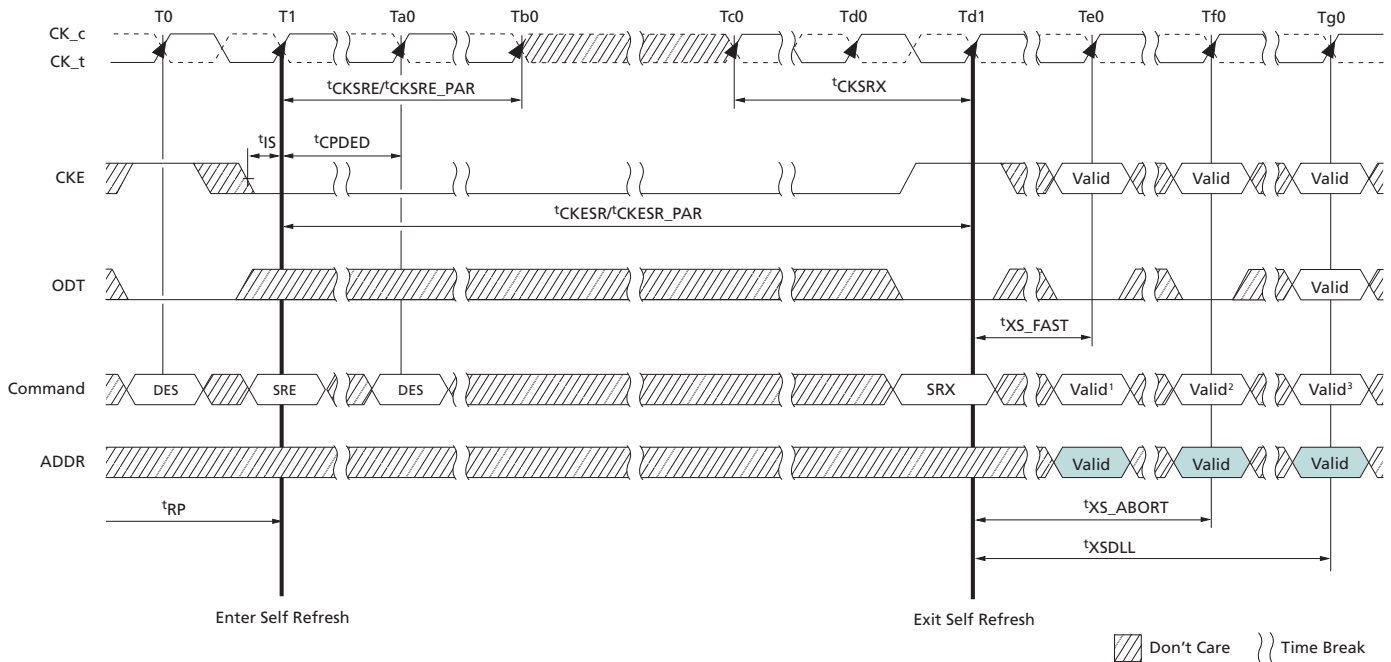 T0 T1 Ta0 Tb0 Tc0 Td0 Td1 Te0 Tf0 Tg0
CK_c
CK_t
tCKSRE/tCKSRE_PAR tCKSRX
tIS tCPDED
CKE Valid Valid Valid
tCKESR/tCKESR_PAR
ODT Valid
tXS_FAST
Command DES SRE DES SRX Valid1 Valid2 Valid3
ADDR Valid Valid Valid
tRP tXS_ABORT
tXSDLL
Enter Self Refresh Exit Self Refresh
Don't Care Time Break